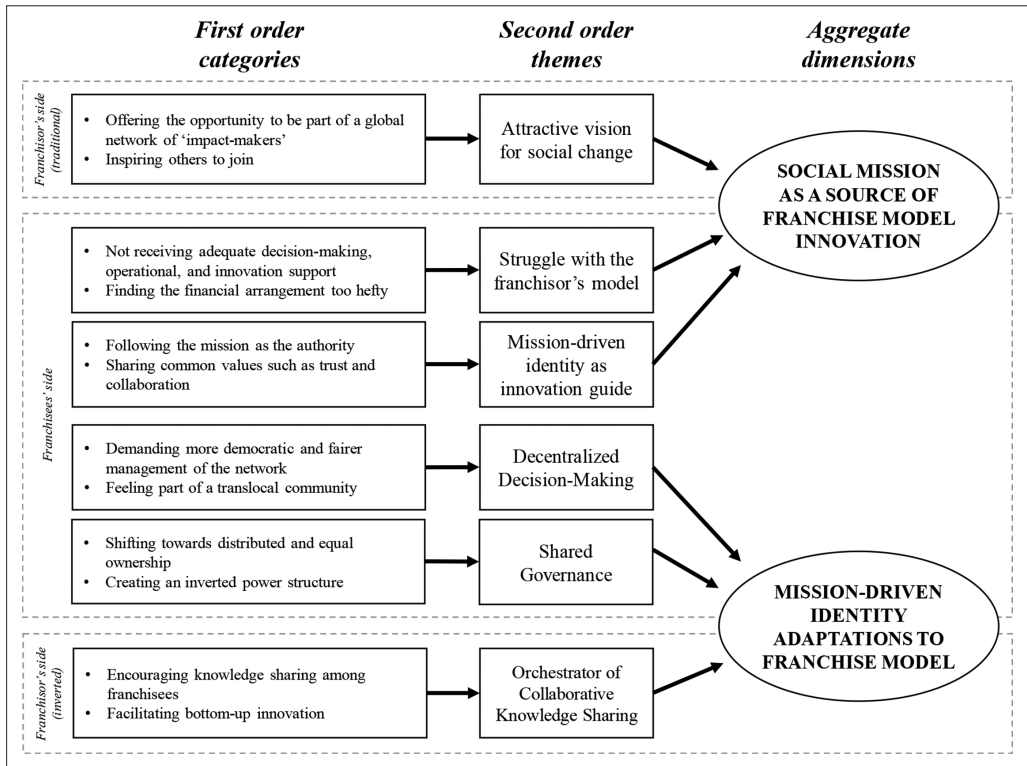 First order
categories
Second order
themes
Aggregate
dimensions
Franchisor's side
(traditional)
• Offering the opportunity to be part of a global
network of ‘impact-makers’
• Inspiring others to join
Attractive vision
for social change
SOCIAL MISSION
AS A SOURCE OF
FRANCHISE MODEL
INNOVATION
Franchisees' side
• Not receiving adequate decision-making,
operational, and innovation support
• Finding the financial arrangement too hefty
Struggle with the
franchisor’s model
• Following the mission as the authority
• Sharing common values such as trust and
collaboration
Mission-driven
identity as
innovation guide
• Demanding more democratic and fairer
management of the network
• Feeling part of a translocal community
Decentralized
Decision-Making
• Shifting towards distributed and equal
ownership
• Creating an inverted power structure
Shared
Governance
MISSION-DRIVEN
IDENTITY
ADAPTATIONS TO
FRANCHISE MODEL
Franchisor's side
(inverted)
• Encouraging knowledge sharing among
franchisees
• Facilitating bottom-up innovation
Orchestrator of
Collaborative
Knowledge Sharing